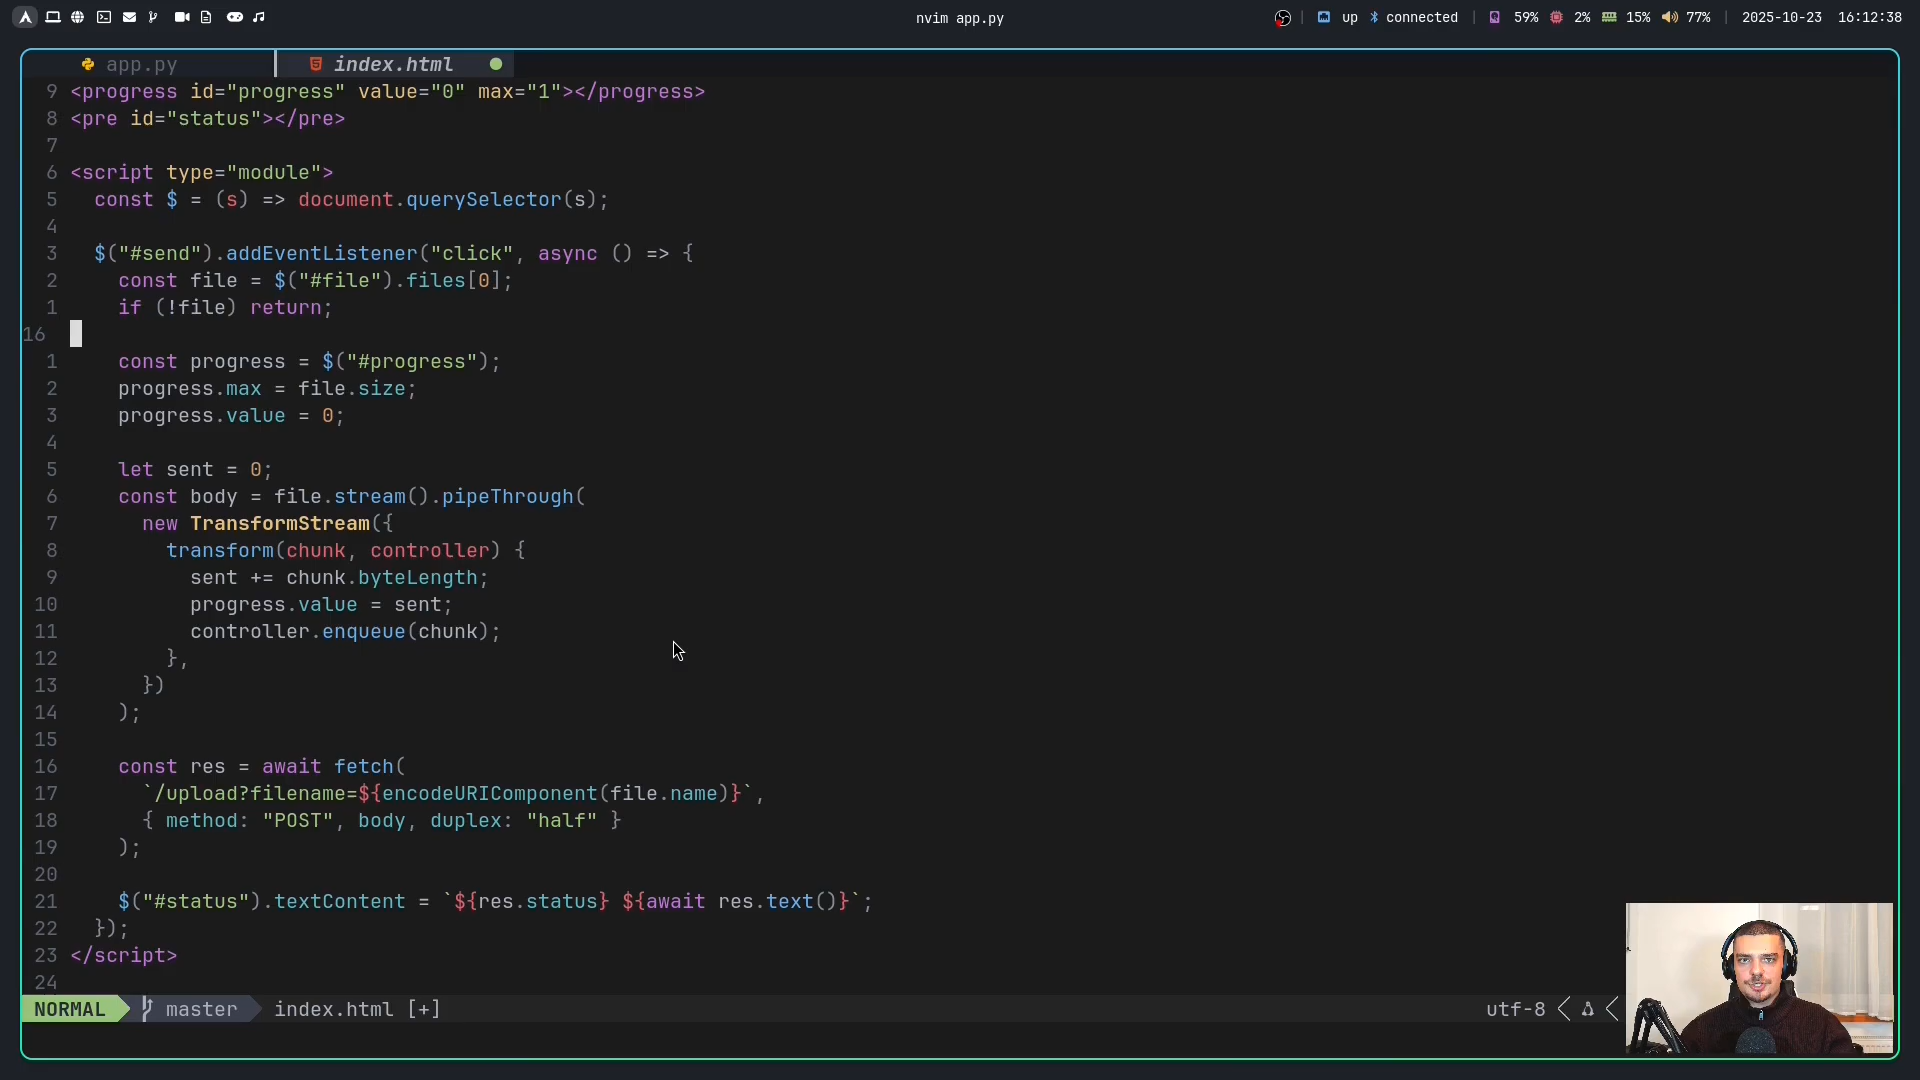 nvim app.py
up connected 59% 2% 15% 77% 2025-10-23 16:12:38
app.py index.html
9 <progress id="progress" value="0" max="1"></progress>
8 <pre id="status"></pre>
7
6 <script type="module">
5 const $ = (s) => document.querySelector(s);
4
3 $("#send").addEventListener("click", async () => {
2 const file = $("#file").files[0];
1 if (!file) return;
16
1 const progress = $("#progress");
2 progress.max = file.size;
3 progress.value = 0;
4
5 let sent = 0;
6 const body = file.stream().pipeThrough(
7 new TransformStream({
8 transform(chunk, controller) {
9 sent += chunk.byteLength;
10 progress.value = sent;
11 controller.enqueue(chunk);
12 },
13 })
14 );
15
16 const res = await fetch(
17 `/upload?filename=${encodeURIComponent(file.name)}`,
18 { method: "POST", body, duplex: "half" }
19 );
20
21 $("#status").textContent = `${res.status} ${await res.text()}`;
22 });
23 </script>
24
NORMAL master index.html [+] utf-8